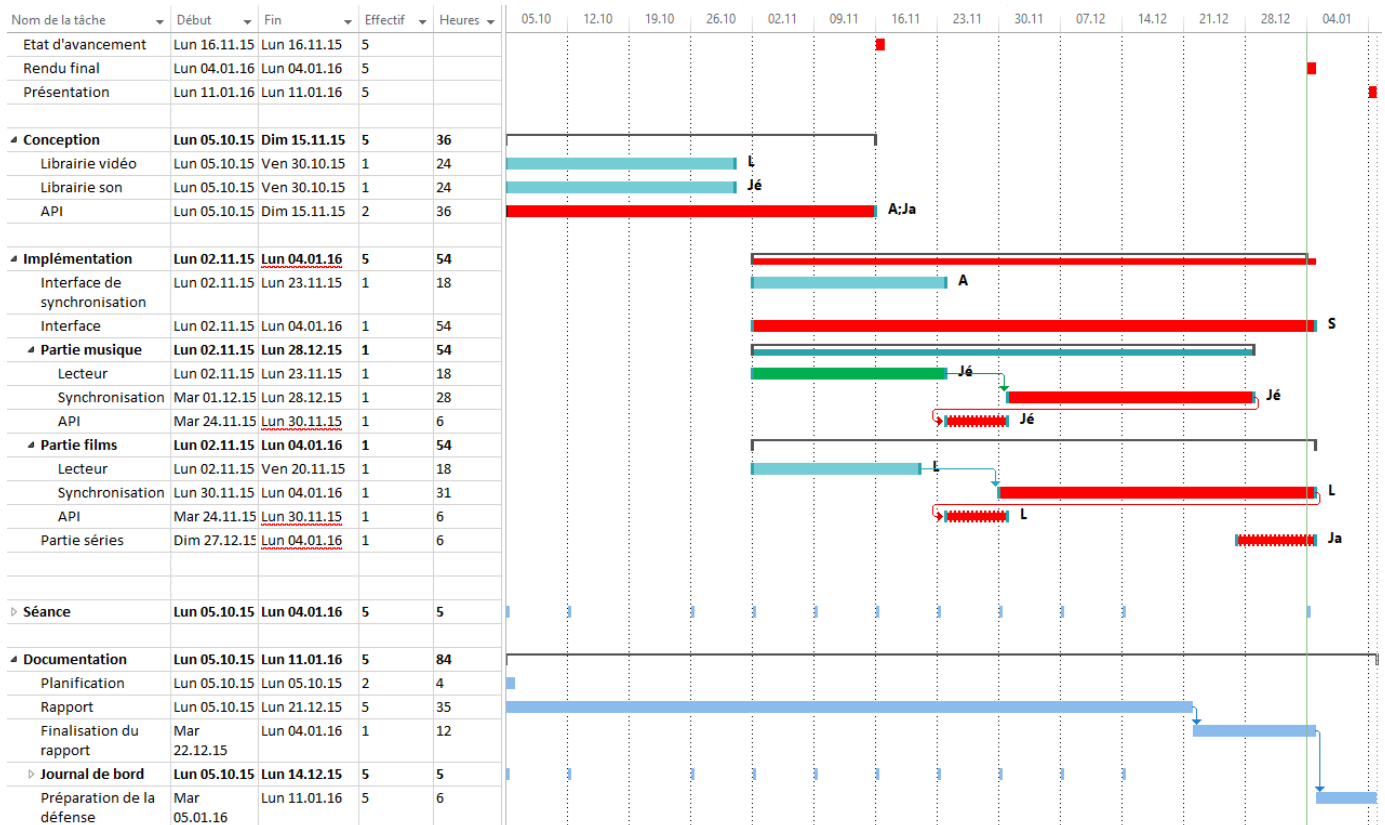 Nom de la tâche Début Fin Effectif Heures 05.10 12.10 19.10 26.10 02.11 09.11 16.11 23.11 30.11 07.12 14.12 21.12 28.12 04.01
Etat d'avancement Lun 16.11.15 Lun 16.11.15 5
Rendu final Lun 04.01.16 Lun 04.01.16 5
Présentation Lun 11.01.16 Lun 11.01.16 5
Conception Lun 05.10.15 Dim 15.11.15 5 36
Librairie vidéo Lun 05.10.15 Ven 30.10.15 1 24 L
Librairie son Lun 05.10.15 Ven 30.10.15 1 24 Jé
API Lun 05.10.15 Dim 15.11.15 2 36 A;Ja
Implémentation Lun 02.11.15 Lun 04.01.16 5 54
Interface de Lun 02.11.15 Lun 23.11.15 1 18 A
synchronisation
Interface Lun 02.11.15 Lun 04.01.16 1 54 S
Partie musique Lun 02.11.15 Lun 28.12.15 1 54
Lecteur Lun 02.11.15 Lun 23.11.15 1 18 Jé
Synchronisation Mar 01.12.15 Lun 28.12.15 1 28 Jé
API Mar 24.11.15 Lun 30.11.15 1 6 Jé
Partie films Lun 02.11.15 Lun 04.01.16 1 54
Lecteur Lun 02.11.15 Ven 20.11.15 1 18 L
Synchronisation Lun 30.11.15 Lun 04.01.16 1 31 L
API Mar 24.11.15 Lun 30.11.15 1 6 L
Partie séries Dim 27.12.15 Lun 04.01.16 1 6 Ja
Séance Lun 05.10.15 Lun 04.01.16 5 5
Documentation Lun 05.10.15 Lun 11.01.16 5 84
Planification Lun 05.10.15 Lun 05.10.15 2 4
Rapport Lun 05.10.15 Lun 21.12.15 5 35
Finalisation du Mar Lun 04.01.16 1 12
rapport 22.12.15
Journal de bord Lun 05.10.15 Lun 14.12.15 5 5
Préparation de la Mar Lun 11.01.16 5 6
défense 05.01.16